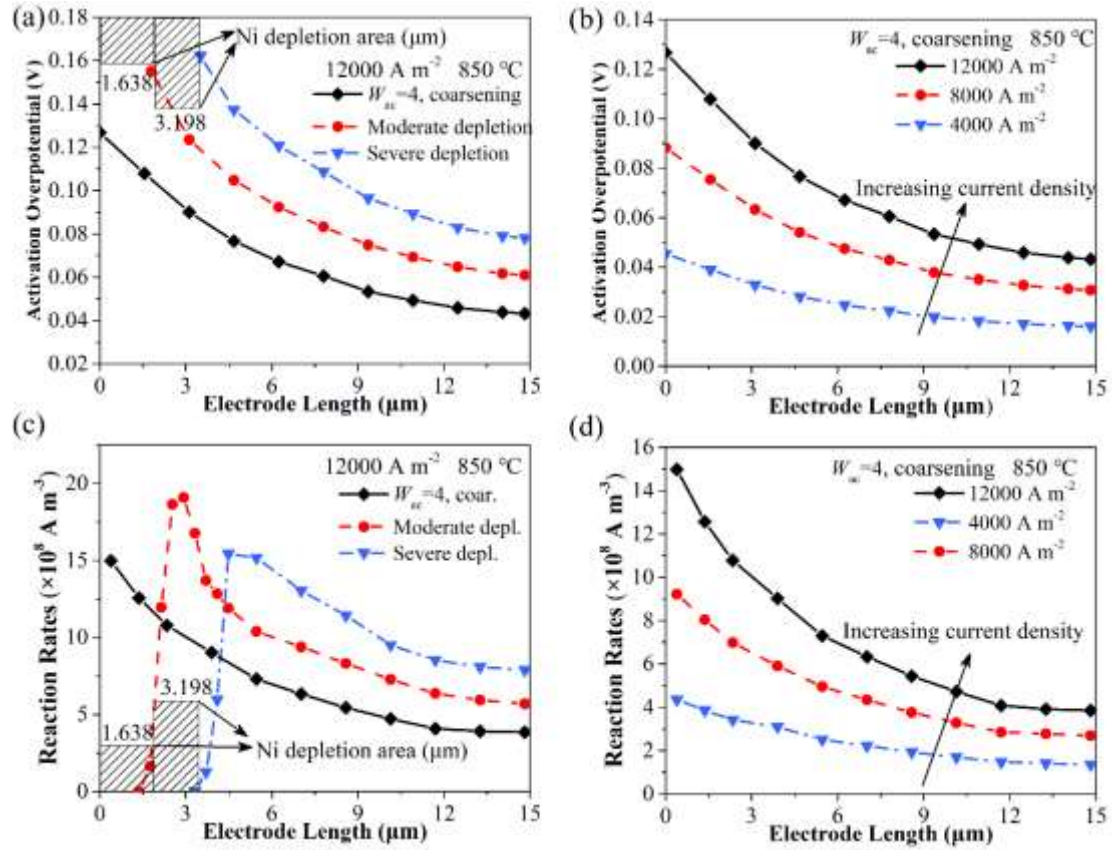 (a)
0.18
0.16
0.14
0.12
0.10
0.08
0.06
0.04
0.02
Activation Overpotential (V)
Ni depletion area (μm)
1.638
3.198
12000 A m⁻² 850 °C
Wₐc=4, coarsening
Moderate depletion
Severe depletion
0 3 6 9 12 15
Electrode Length (μm)
(b)
0.14
0.12
0.10
0.08
0.06
0.04
0.02
0.00
Activation Overpotential (V)
Wₐc=4, coarsening 850 °C
12000 A m⁻²
8000 A m⁻²
4000 A m⁻²
Increasing current density
0 3 6 9 12 15
Electrode Length (μm)
(c)
20
15
10
5
0
Reaction Rates (×10⁸ A m⁻³)
12000 A m⁻² 850 °C
Wₐc=4, coar.
Moderate depl.
Severe depl.
3.198
1.638
Ni depletion area (μm)
0 3 6 9 12 15
Electrode Length (μm)
(d)
16
14
12
10
8
6
4
2
0
Reaction Rates (×10⁸ A m⁻³)
Wₐc=4, coarsening 850 °C
12000 A m⁻²
4000 A m⁻²
8000 A m⁻²
Increasing current density
0 3 6 9 12 15
Electrode Length (μm)